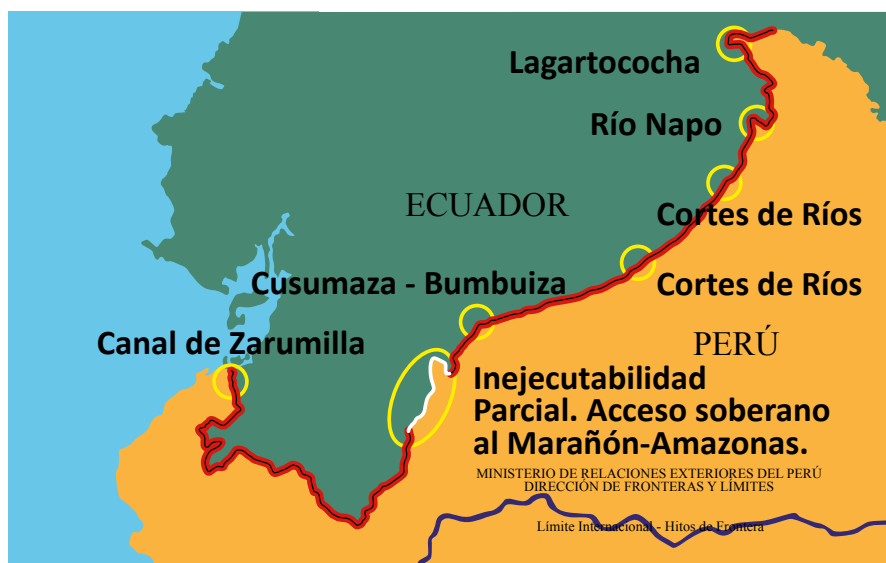 Lagartococha
Río Napo
ECUADOR
Cortes de Ríos
Cusumaza - Bumbuiza
Cortes de Ríos
Canal de Zarumilla
PERÚ
Inejecutabilidad
Parcial. Acceso soberano
al Marañón-Amazonas.
MINISTERIO DE RELACIONES EXTERIORES DEL PERÚ
DIRECCIÓN DE FRONTERAS Y LÍMITES
Límite Internacional - Hitos de Frontera